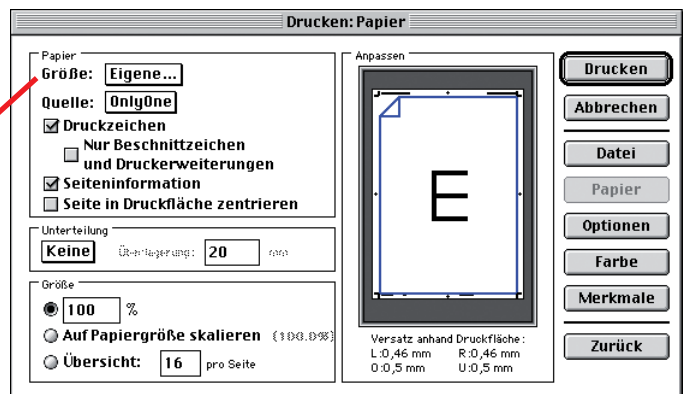 Drucken: Papier
Papier
Größe: Eigene...
Quelle: OnlyOne
Druckzeichen
Nur Beschnittzeichen
und Druckerweiterungen
Seiteninformation
Seite in Druckfläche zentrieren
Unterteilung
Keine Überlagerung: 20 mm
Größe
100 %
Auf Papiergröße skalieren (100.0%)
Übersicht: 16 pro Seite
Anpassen
E
Versatz anhand Druckfläche:
L:0,46 mm R:0,46 mm
O:0,5 mm U:0,5 mm
Drucken
Abbrechen
Datei
Papier
Optionen
Farbe
Merkmale
Zurück